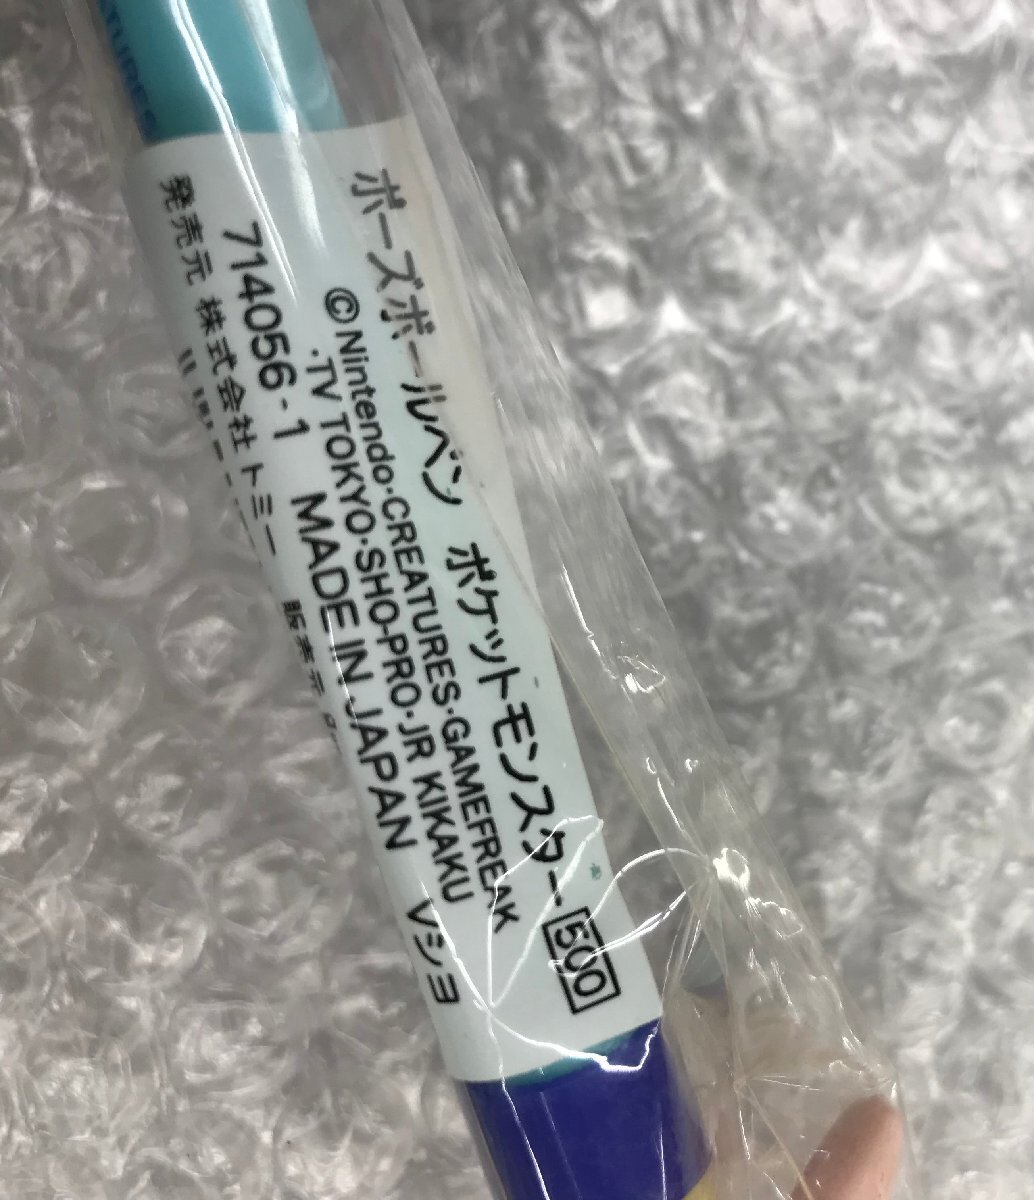 ポーズボールペン ポケットモンスター 500
©Nintendo·CREATURES·GAMEFREAK
·TV TOKYO·SHO-PRO·JR KIKAKU
714056-1 MADE IN JAPAN Vシヨ
発売元 株式会社トミー 販売元